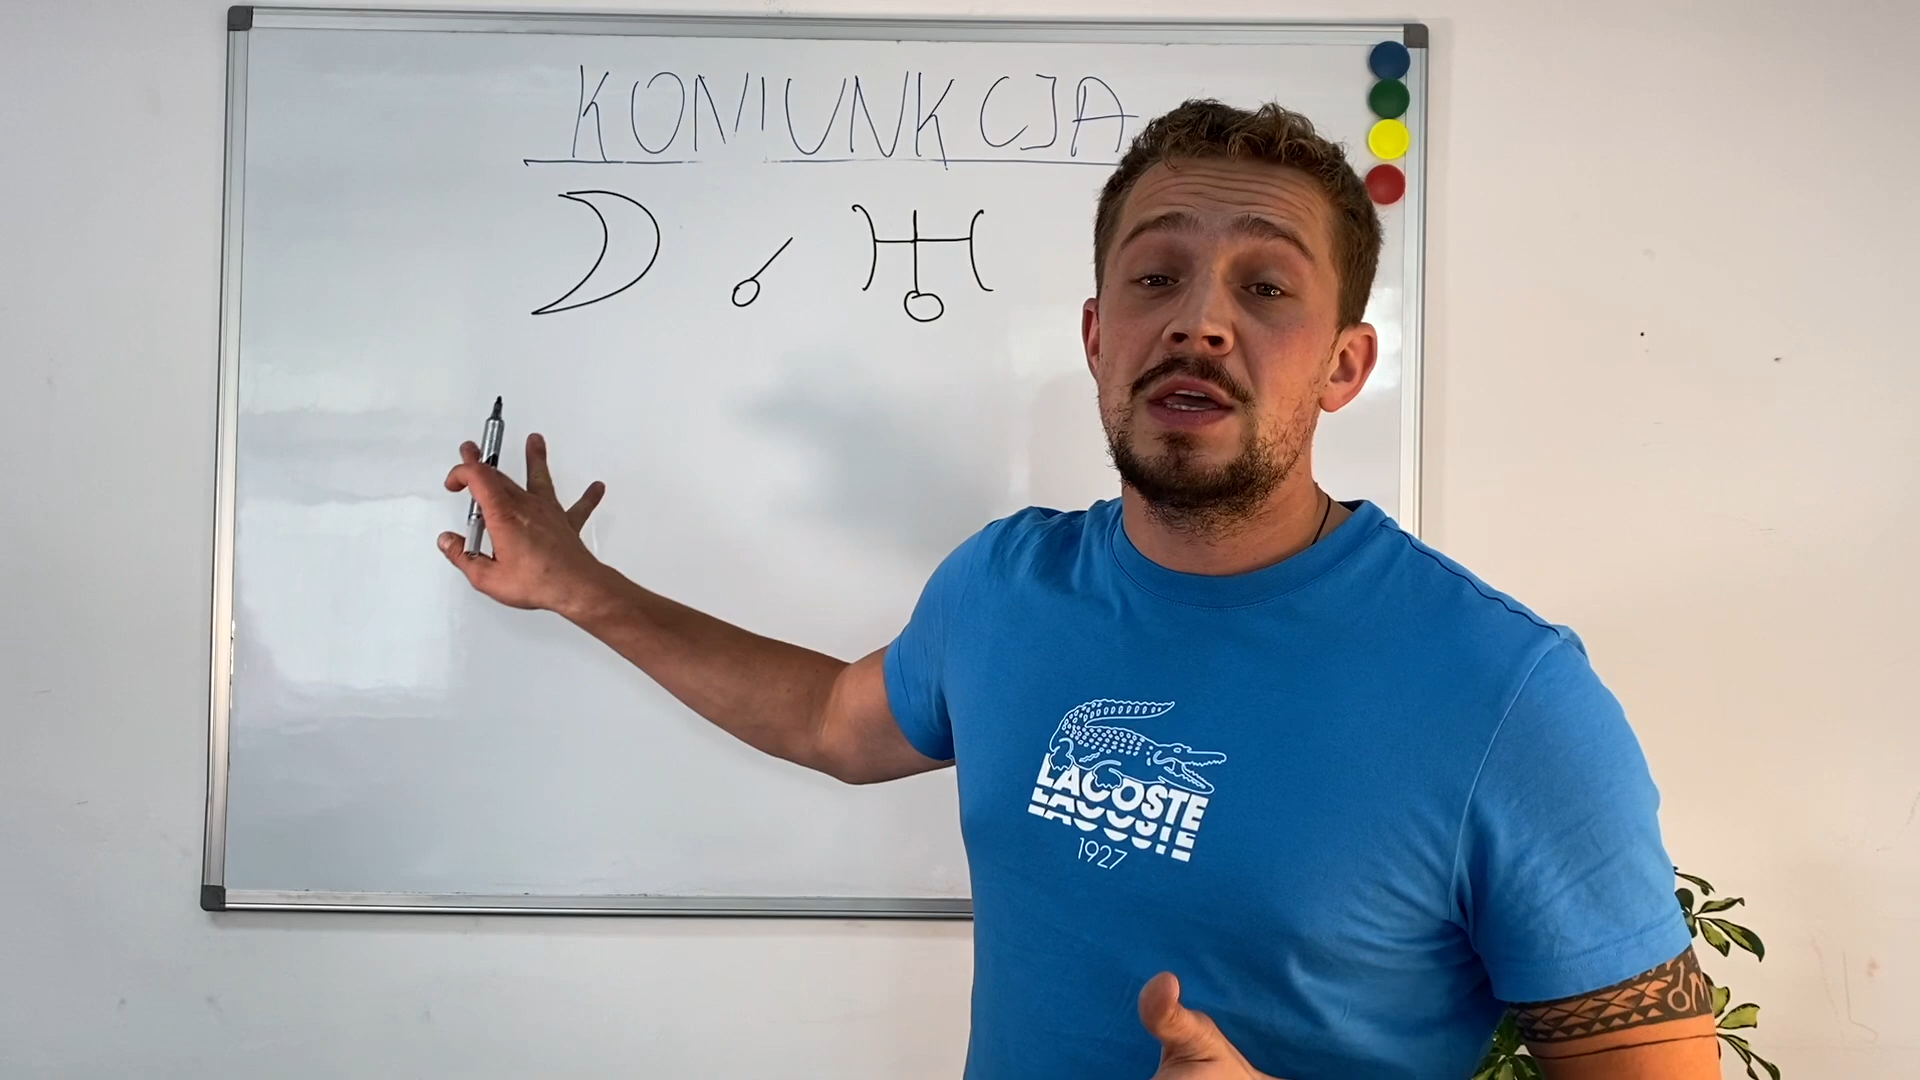 KONIUNKCJA
☽ ☌ ♅
LACOSTE
LACOSTE
1927